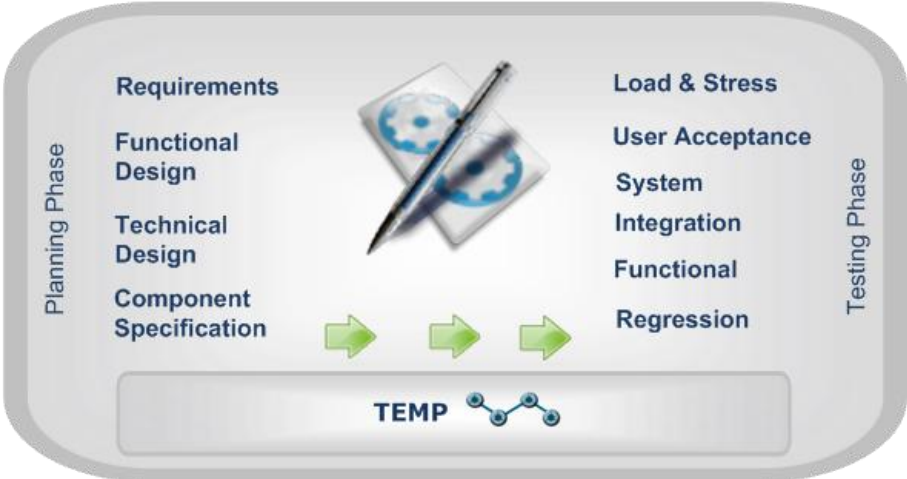 Planning Phase
Requirements
Functional
Design
Technical
Design
Component
Specification
Load & Stress
User Acceptance
System
Integration
Functional
Regression
Testing Phase
TEMP